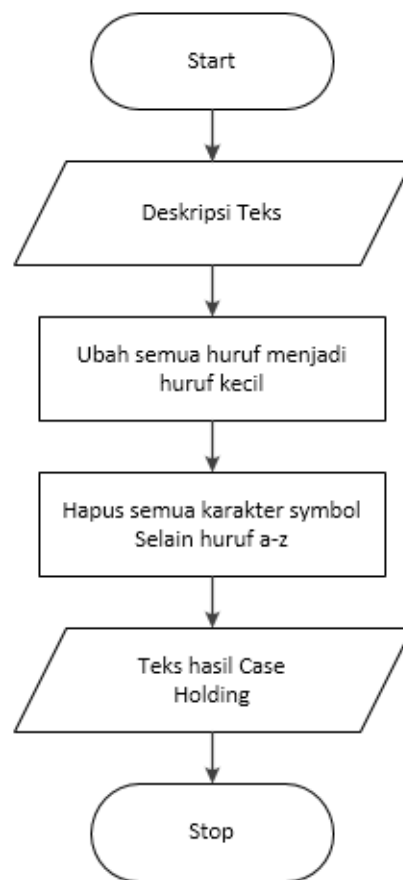 Start
Deskripsi Teks
Ubah semua huruf menjadi
huruf kecil
Hapus semua karakter symbol
Selain huruf a-z
Teks hasil Case
Holding
Stop